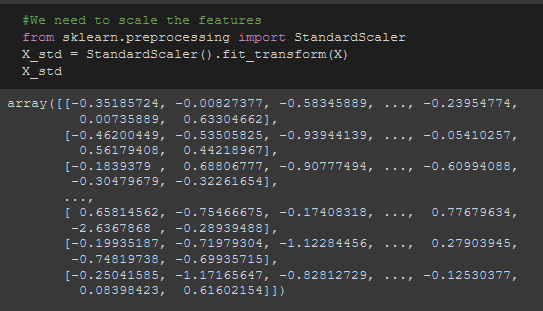 #We need to scale the features
from sklearn.preprocessing import StandardScaler
X_std = StandardScaler().fit_transform(X)
X_std
array([[-0.35185724, -0.00827377, -0.58345889, ..., -0.23954774,
         0.00735889,  0.63304662],
       [-0.46200449, -0.53505825, -0.93944139, ..., -0.05410257,
         0.56179408,  0.44218967],
       [-0.1839379 ,  0.68806777, -0.90777494, ..., -0.60994088,
        -0.30479679, -0.32261654],
       ...,
       [ 0.65814562, -0.75466675, -0.17408318, ...,  0.77679634,
        -2.6367868 , -0.28939488],
       [-0.19935187, -0.71979304, -1.12284456, ...,  0.27903945,
        -0.74819738, -0.69935715],
       [-0.25041585, -1.17165647, -0.82812729, ..., -0.12530377,
         0.08398423,  0.61602154]])